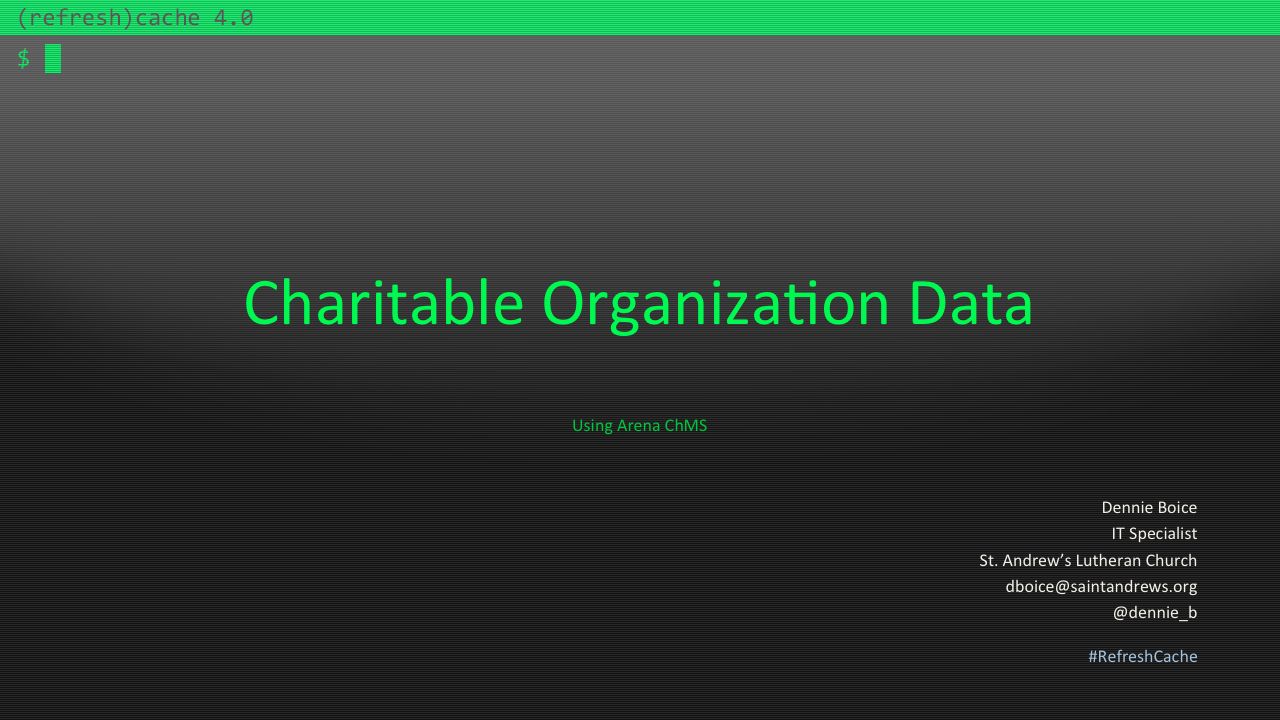 (refresh)cache 4.0
$
Charitable Organization Data
Using Arena ChMS
Dennie Boice
IT Specialist
St. Andrew’s Lutheran Church
dboice@saintandrews.org
@dennie_b
#RefreshCache